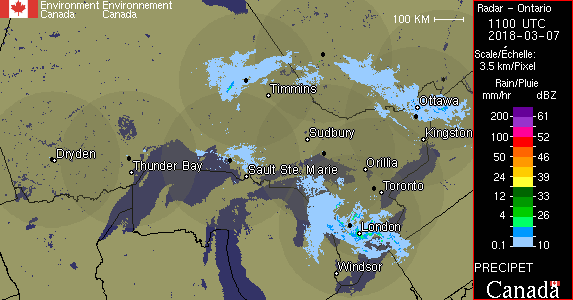 Environment Environnement
Canada Canada
100 KM
Radar - Ontario
1100 UTC
2018-03-07
Scale/Échelle:
3.5 km/Pixel
Rain/Pluie
mm/hr dBZ
200 61
100 52
50 46
24 39
12 33
4 26
0.1 10
PRECIPET
Canada
Timmins
Ottawa
Sudbury
Kingston
Dryden
Thunder Bay
Sault Ste. Marie
Orillia
Toronto
London
Windsor